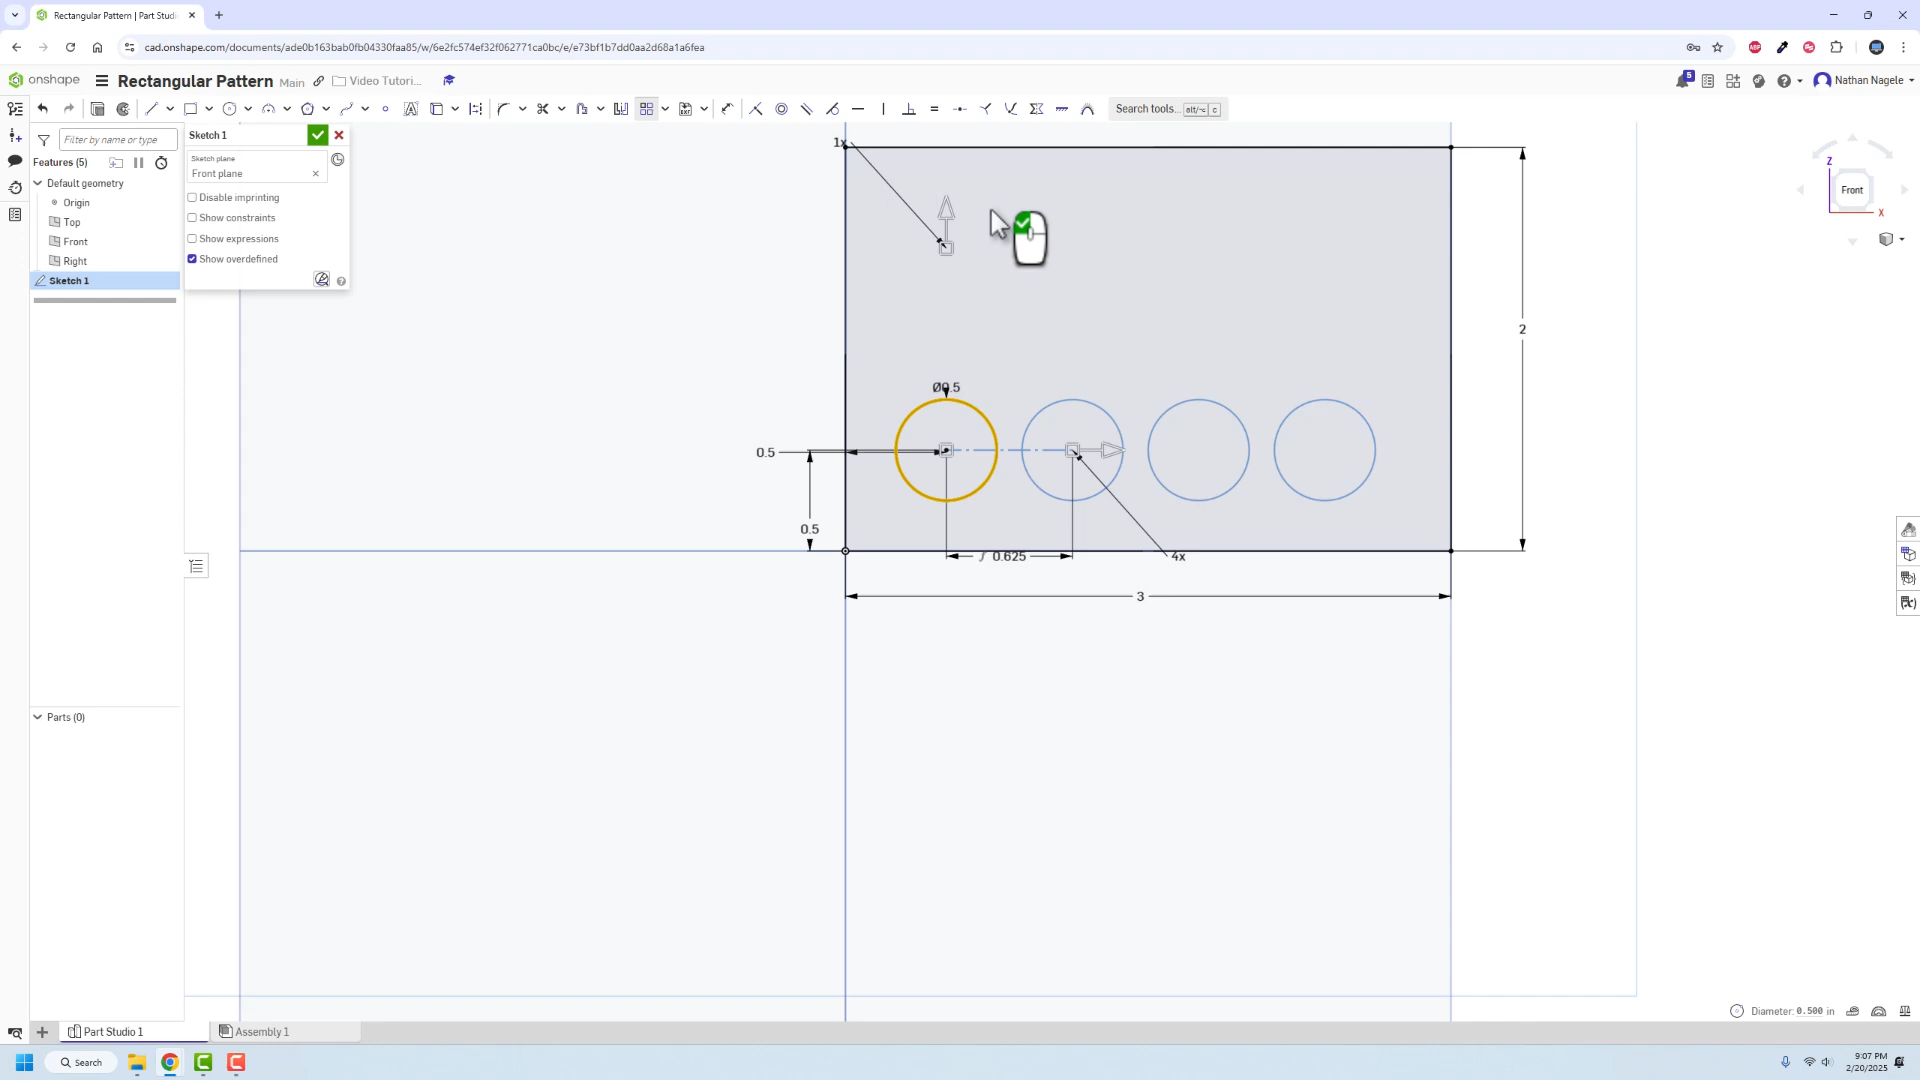 Rectangular Pattern | Part Studi
cad.onshape.com/documents/ade0b163bab0fb04330faa85/w/6e2fc574ef32f062771ca0bc/e/e73bf1b7dd0aa2d68a1a6fea
ABP
onshape
Rectangular Pattern Main
Video Tutori...
5
Nathan Nagele
Search tools... alt/⌥ c
Filter by name or type
Features (5)
Default geometry
Origin
Top
Front
Right
Sketch 1
Parts (0)
Sketch 1
Sketch plane
Front plane
Disable imprinting
Show constraints
Show expressions
Show overdefined
1x
2
Ø0.5
0.5
0.5
ƒ 0.625
4x
3
Z
Front
X
Diameter: 0.500 in
Part Studio 1
Assembly 1
Search
9:07 PM
2/20/2025